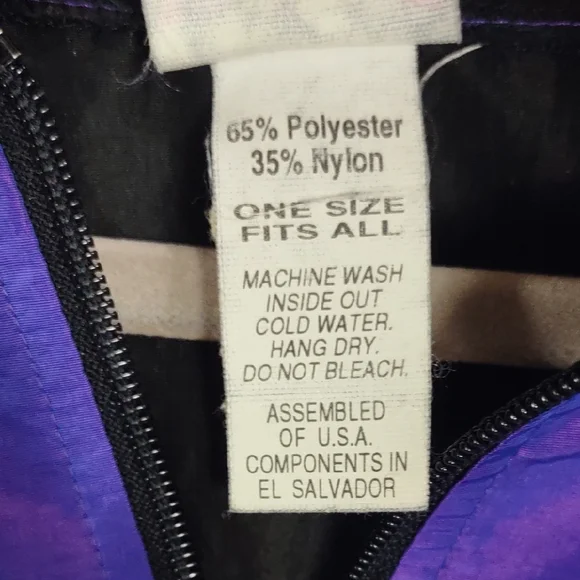 65% Polyester
35% Nylon
ONE SIZE
FITS ALL
MACHINE WASH
INSIDE OUT
COLD WATER.
HANG DRY.
DO NOT BLEACH.
ASSEMBLED
OF U.S.A.
COMPONENTS IN
EL SALVADOR